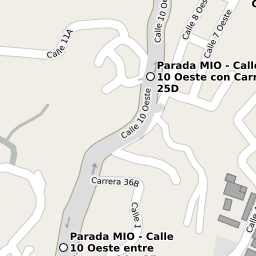 Calle 11A
Calle 10 Oeste
Calle 8 Oeste
Calle 7 Oeste
Parada MIO - Calle
10 Oeste con Carr
25D
Calle 10 Oeste
Carrera 36B
Calle 1
Parada MIO - Calle
10 Oeste entre